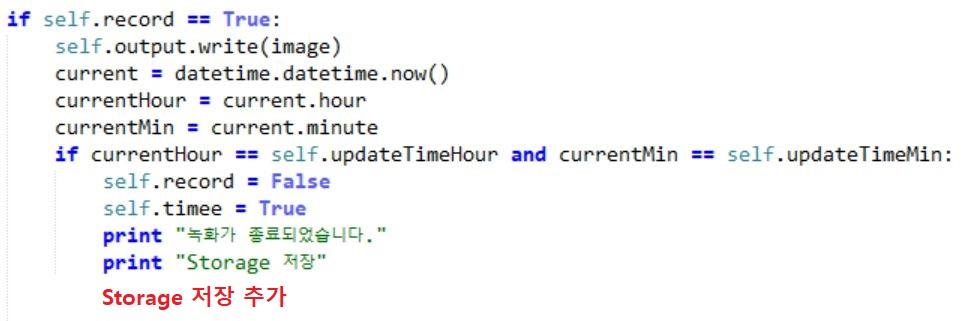 if self.record == True:
    self.output.write(image)
    current = datetime.datetime.now()
    currentHour = current.hour
    currentMin = current.minute
    if currentHour == self.updateTimeHour and currentMin == self.updateTimeMin:
        self.record = False
        self.timee = True
        print "녹화가 종료되었습니다."
        print "Storage 저장"
        Storage 저장 추가